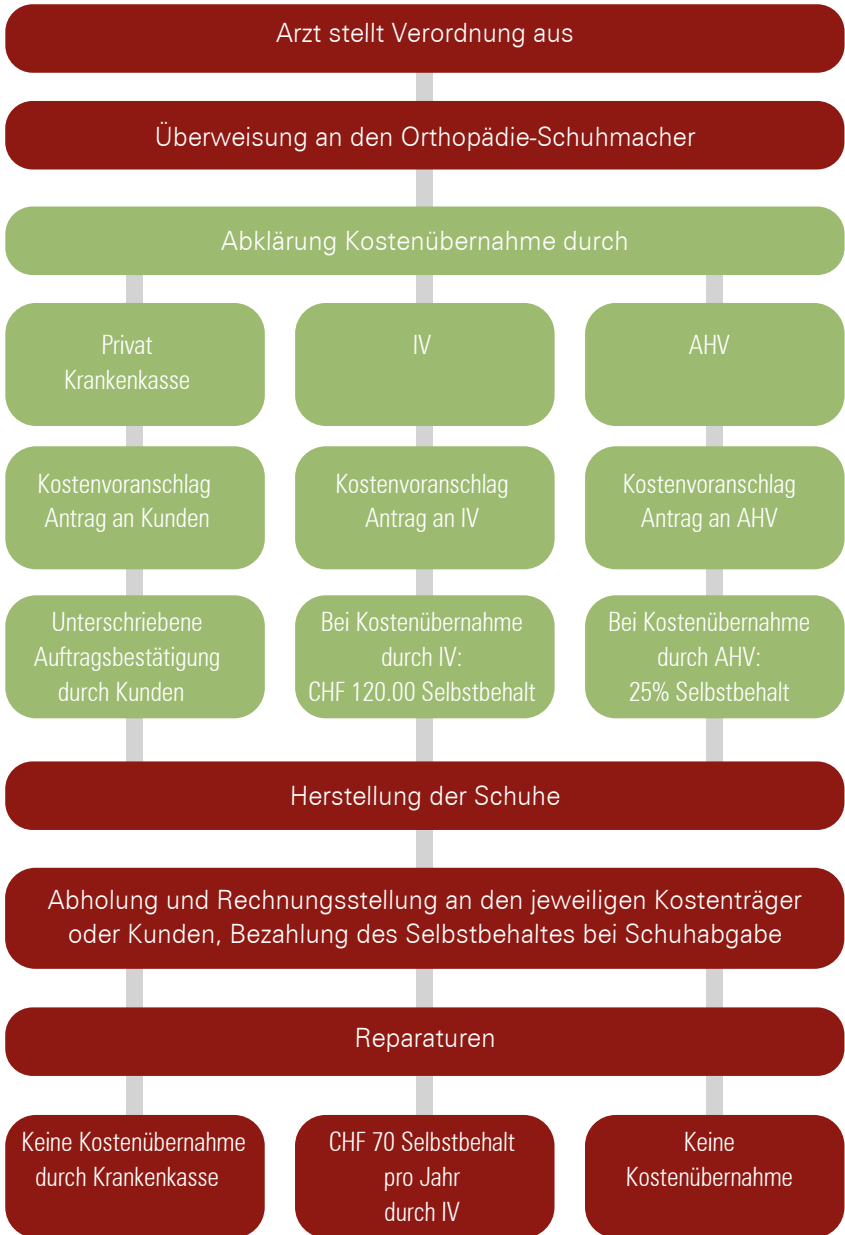 Arzt stellt Verordnung aus
Überweisung an den Orthopädie-Schuhmacher
Abklärung Kostenübernahme durch
Privat
Krankenkasse
IV
AHV
Kostenvoranschlag
Antrag an Kunden
Kostenvoranschlag
Antrag an IV
Kostenvoranschlag
Antrag an AHV
Unterschriebene
Auftragsbestätigung
durch Kunden
Bei Kostenübernahme
durch IV:
CHF 120.00 Selbstbehalt
Bei Kostenübernahme
durch AHV:
25% Selbstbehalt
Herstellung der Schuhe
Abholung und Rechnungsstellung an den jeweiligen Kostenträger
oder Kunden, Bezahlung des Selbstbehaltes bei Schuhabgabe
Reparaturen
Keine Kostenübernahme
durch Krankenkasse
CHF 70 Selbstbehalt
pro Jahr
durch IV
Keine
Kostenübernahme